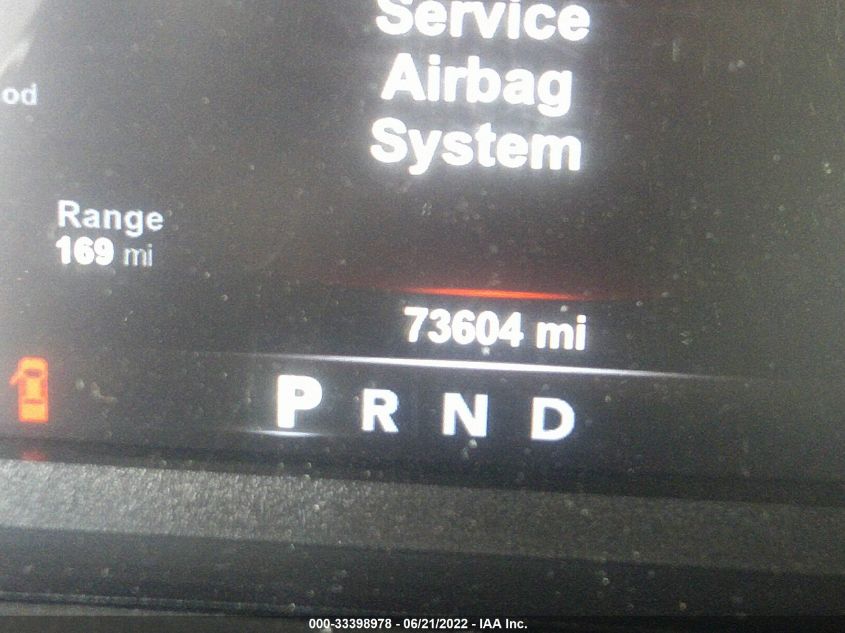 Service
Airbag
System
od
Range
169 mi
73604 mi
P R N D
000-33398978 - 06/21/2022 - IAA Inc.